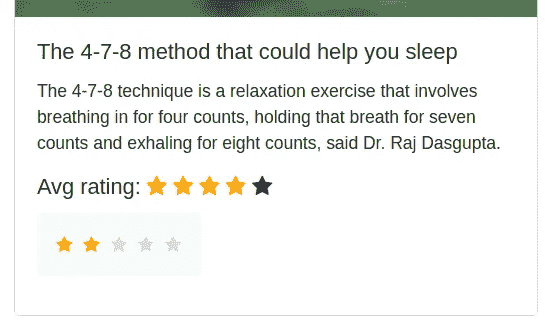 The 4-7-8 method that could help you sleep
The 4-7-8 technique is a relaxation exercise that involves
breathing in for four counts, holding that breath for seven
counts and exhaling for eight counts, said Dr. Raj Dasgupta.
Avg rating: